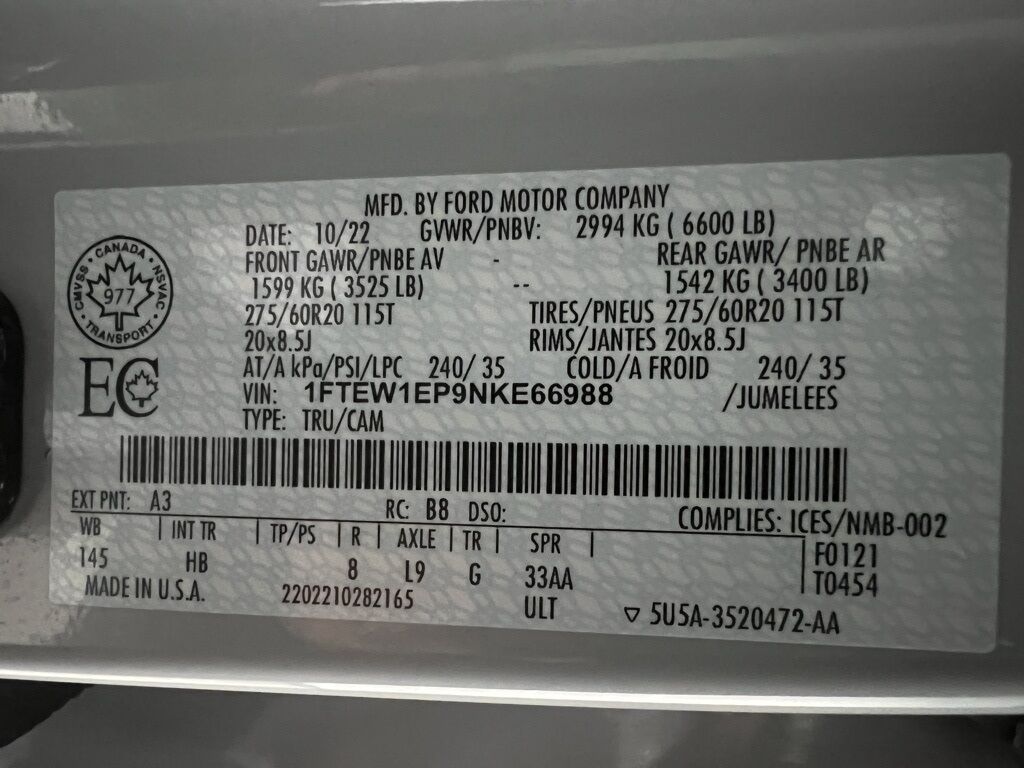 MFD. BY FORD MOTOR COMPANY
DATE: 10/22 GVWR/PNBV: 2994 KG ( 6600 LB)
FRONT GAWR/PNBE AV - REAR GAWR/ PNBE AR
1599 KG ( 3525 LB) -- 1542 KG ( 3400 LB)
275/60R20 115T TIRES/PNEUS 275/60R20 115T
20x8.5J RIMS/JANTES 20x8.5J
AT/A kPa/PSI/LPC 240/ 35 COLD/A FROID 240/ 35
VIN: 1FTEW1EP9NKE66988 /JUMELEES
TYPE: TRU/CAM
CANADA
CMVSS NSVAC
977
TRANSPORT
EC
EXT PNT: A3 RC: B8 DSO: COMPLIES: ICES/NMB-002
WB | INT TR | TP/PS | R | AXLE | TR | SPR | F0121
145 HB 8 L9 G 33AA T0454
MADE IN U.S.A. 2202210282165 ULT ▽ 5U5A-3520472-AA